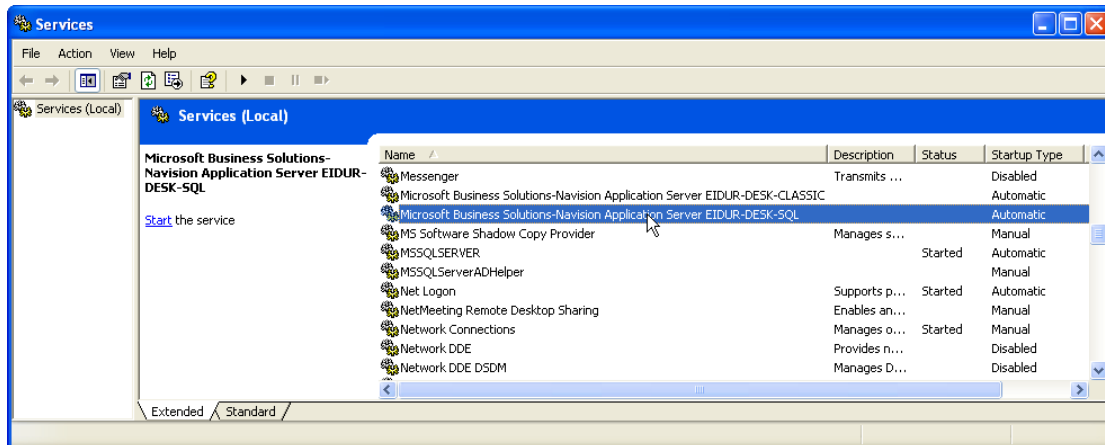 Services
File Action View Help
Services (Local)
Services (Local)
Microsoft Business Solutions-
Navision Application Server EIDUR-
DESK-SQL
Start the service
Name Description Status Startup Type
Messenger Transmits ... Disabled
Microsoft Business Solutions-Navision Application Server EIDUR-DESK-CLASSIC Automatic
Microsoft Business Solutions-Navision Application Server EIDUR-DESK-SQL Automatic
MS Software Shadow Copy Provider Manages s... Manual
MSSQLSERVER Started Automatic
MSSQLServerADHelper Manual
Net Logon Supports p... Started Automatic
NetMeeting Remote Desktop Sharing Enables an... Manual
Network Connections Manages o... Started Manual
Network DDE Provides n... Disabled
Network DDE DSDM Manages D... Disabled
Extended Standard